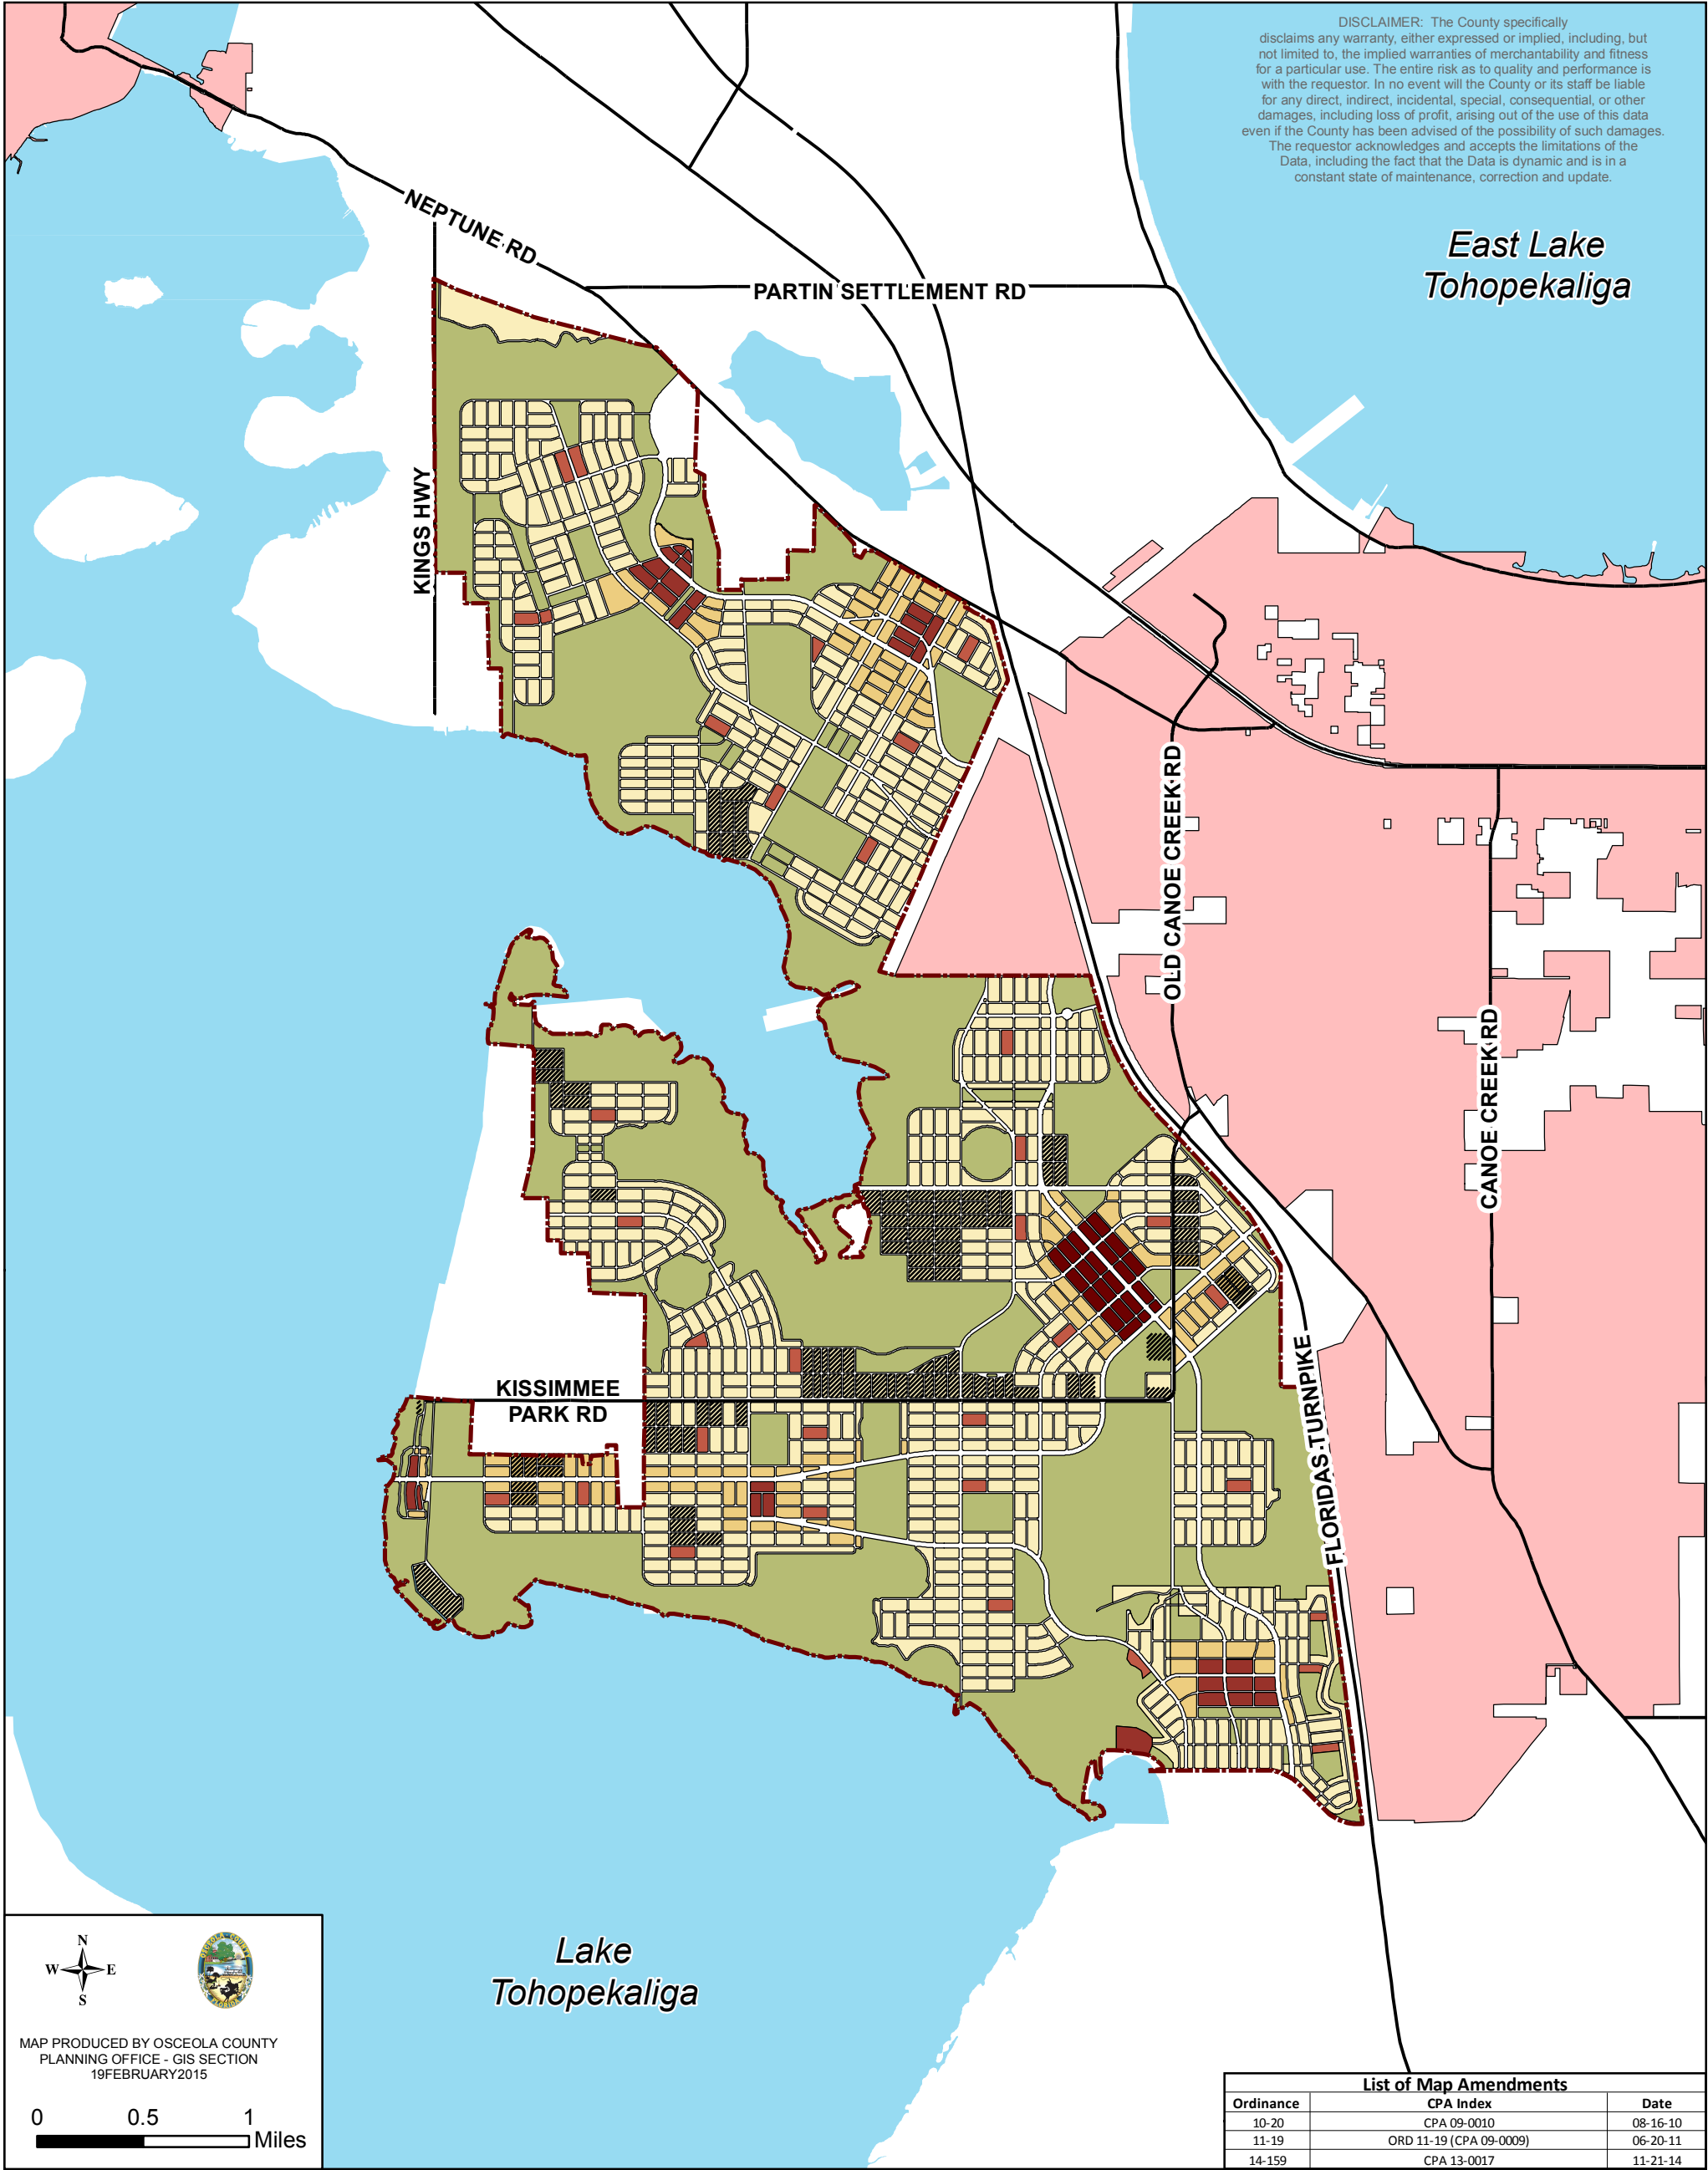 DISCLAIMER: The County specifically
disclaims any warranty, either expressed or implied, including, but
not limited to, the implied warranties of merchantability and fitness
for a particular use. The entire risk as to quality and performance is
with the requestor. In no event will the County or its staff be liable
for any direct, indirect, incidental, special, consequential, or other
damages, including loss of profit, arising out of the use of this data
even if the County has been advised of the possibility of such damages.
The requestor acknowledges and accepts the limitations of the
Data, including the fact that the Data is dynamic and is in a
constant state of maintenance, correction and update.
East Lake
Tohopekaliga
NEPTUNE RD
PARTIN SETTLEMENT RD
KINGS HWY
OLD CANOE CREEK RD
CANOE CREEK RD
KISSIMMEE
PARK RD
FLORIDAS TURNPIKE
Lake
Tohopekaliga
N
W E
S
OSCEOLA COUNTY
FLORIDA
MAP PRODUCED BY OSCEOLA COUNTY
PLANNING OFFICE - GIS SECTION
19FEBRUARY2015
0 0.5 1
Miles
List of Map Amendments
Ordinance CPA Index Date
10-20 CPA 09-0010 08-16-10
11-19 ORD 11-19 (CPA 09-0009) 06-20-11
14-159 CPA 13-0017 11-21-14